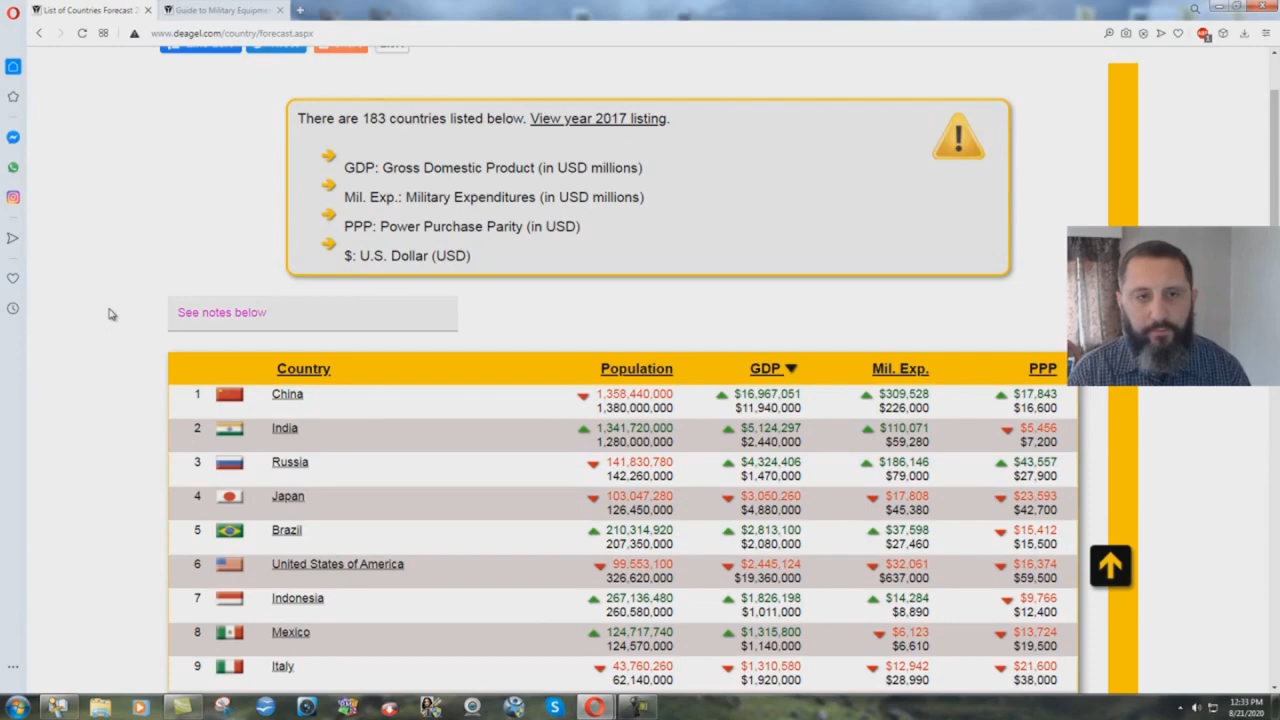 List of Countries Forecast 2
Guide to Military Equipmen
www.deagel.com/country/forecast.aspx
There are 183 countries listed below. View year 2017 listing.
GDP: Gross Domestic Product (in USD millions)
Mil. Exp.: Military Expenditures (in USD millions)
PPP: Power Purchase Parity (in USD)
$: U.S. Dollar (USD)
See notes below
Country Population GDP Mil. Exp. PPP
1 China 1,358,440,000 $16,967,051 $309,528 $17,843
1,380,000,000 $11,940,000 $226,000 $16,600
2 India 1,341,720,000 $5,124,297 $110,071 $5,456
1,280,000,000 $2,440,000 $59,280 $7,200
3 Russia 141,830,780 $4,324,406 $186,146 $43,557
142,260,000 $1,470,000 $79,000 $27,900
4 Japan 103,047,280 $3,050,260 $17,808 $23,593
126,450,000 $4,880,000 $45,380 $42,700
5 Brazil 210,314,920 $2,813,100 $37,598 $15,412
207,350,000 $2,080,000 $27,460 $15,500
6 United States of America 99,553,100 $2,445,124 $32,061 $16,374
326,620,000 $19,360,000 $637,000 $59,500
7 Indonesia 267,136,480 $1,826,198 $14,284 $9,766
260,580,000 $1,011,000 $8,890 $12,400
8 Mexico 124,717,740 $1,315,800 $6,123 $13,724
124,570,000 $1,140,000 $6,610 $19,500
9 Italy 43,760,260 $1,310,580 $12,942 $21,600
62,140,000 $1,920,000 $28,990 $38,000
12:33 PM
8/21/2020